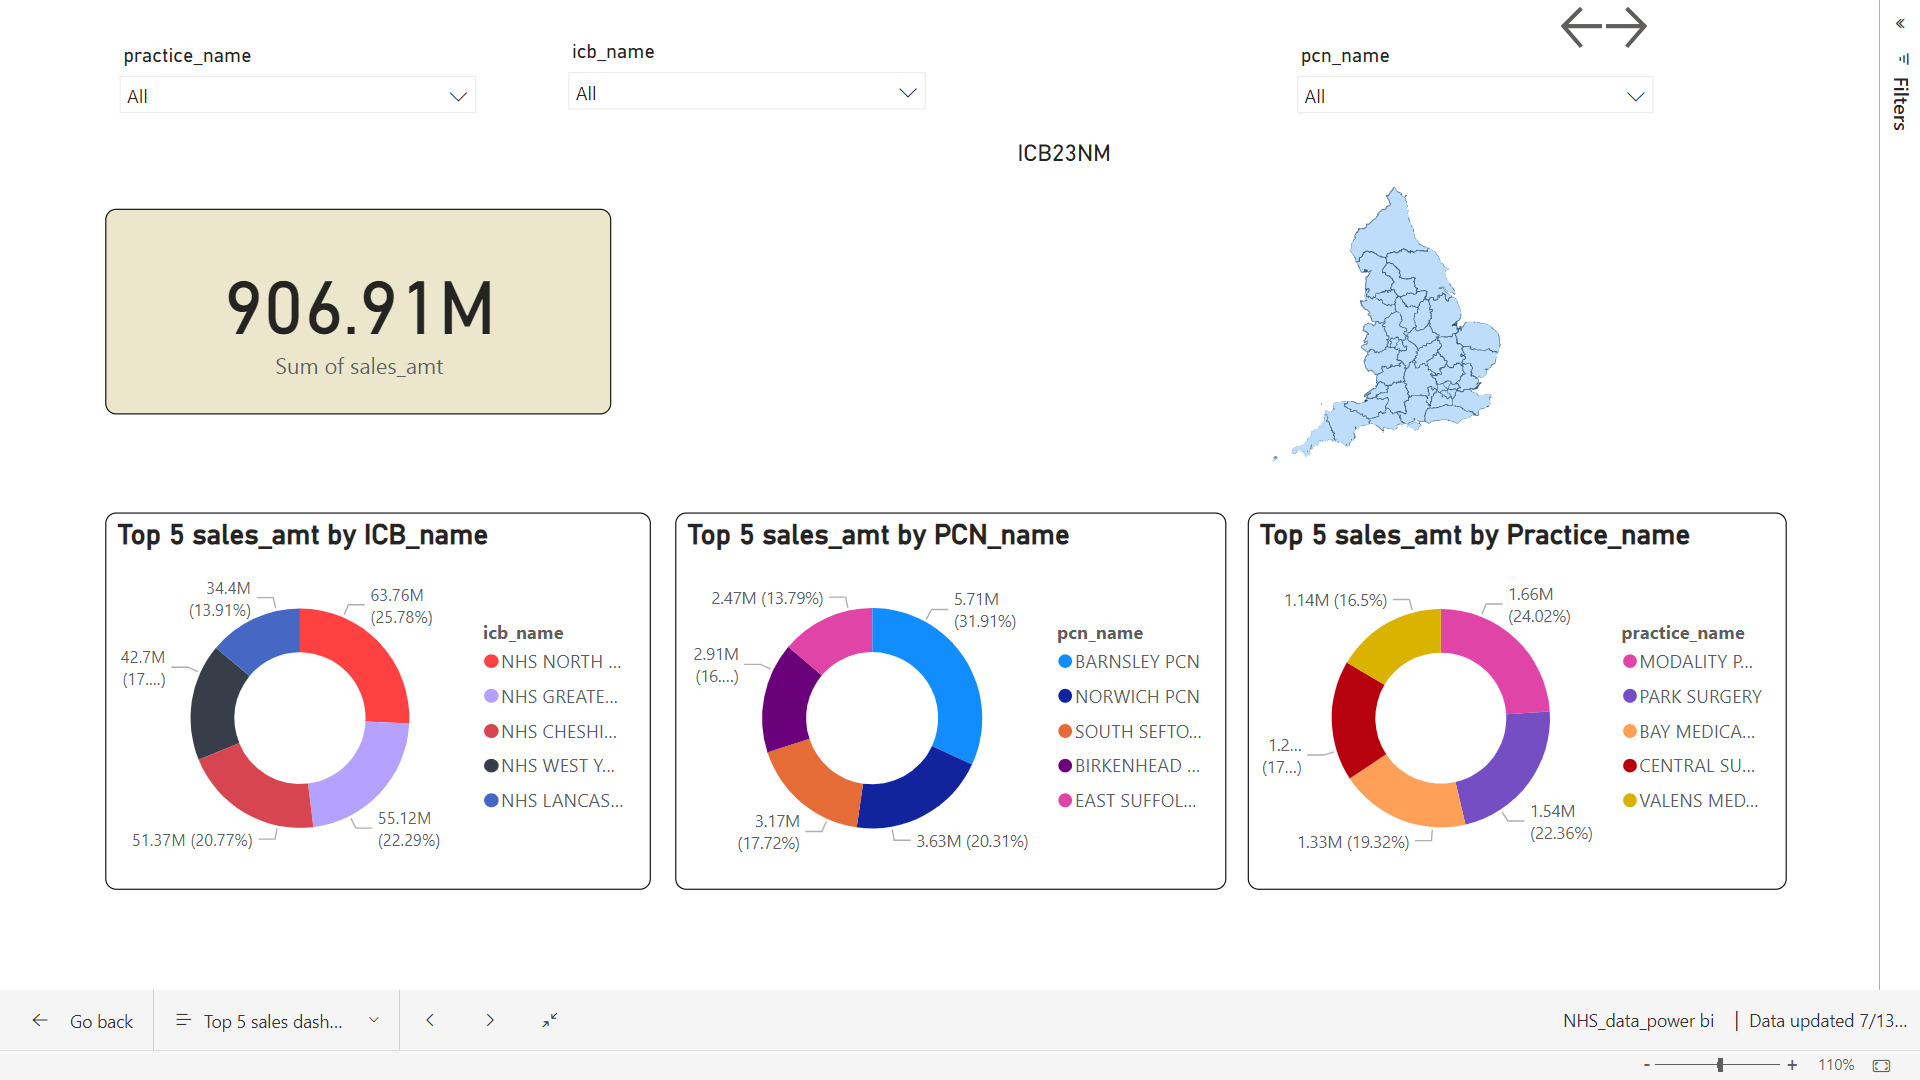 practice_name
All
icb_name
All
pcn_name
All
Filters
ICB23NM
906.91M
Sum of sales_amt
Top 5 sales_amt by ICB_name
34.4M
(13.91%)
63.76M
(25.78%)
42.7M
(17....)
51.37M (20.77%)
55.12M
(22.29%)
icb_name
NHS NORTH ...
NHS GREATE...
NHS CHESHI...
NHS WEST Y...
NHS LANCAS...
Top 5 sales_amt by PCN_name
2.47M (13.79%)
5.71M
(31.91%)
2.91M
(16....)
3.17M
(17.72%)
3.63M (20.31%)
pcn_name
BARNSLEY PCN
NORWICH PCN
SOUTH SEFTO...
BIRKENHEAD ...
EAST SUFFOL...
Top 5 sales_amt by Practice_name
1.14M (16.5%)
1.66M
(24.02%)
1.2...
(17...)
1.33M (19.32%)
1.54M
(22.36%)
practice_name
MODALITY P...
PARK SURGERY
BAY MEDICA...
CENTRAL SU...
VALENS MED...
Go back
Top 5 sales dash...
NHS_data_power bi | Data updated 7/13...
- + 110%